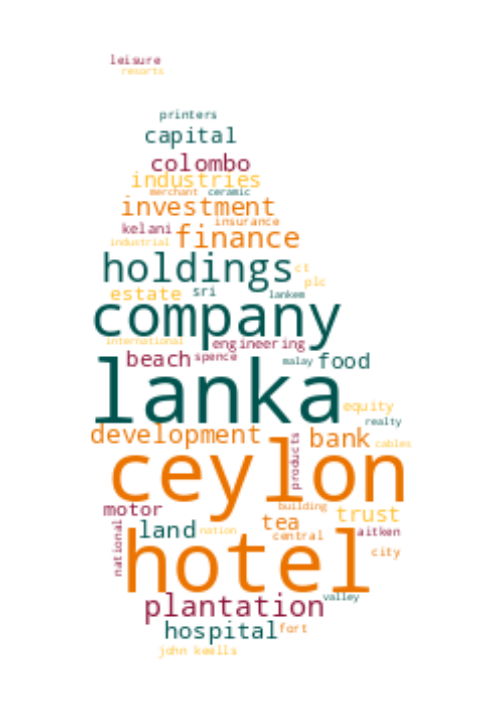 leisure
resorts
printers
capital
colombo
industries
merchant ceramic
investment
insurance
kelani finance
industrial
holdings ct
plc
estate sri lankem
company
international engineering
beach spence malay food
lanka
equity
realty
development products bank cables
ceylon
building
motor trust
national land nation tea central aitken
city
hotel
valley
plantation
hospital fort
john keells